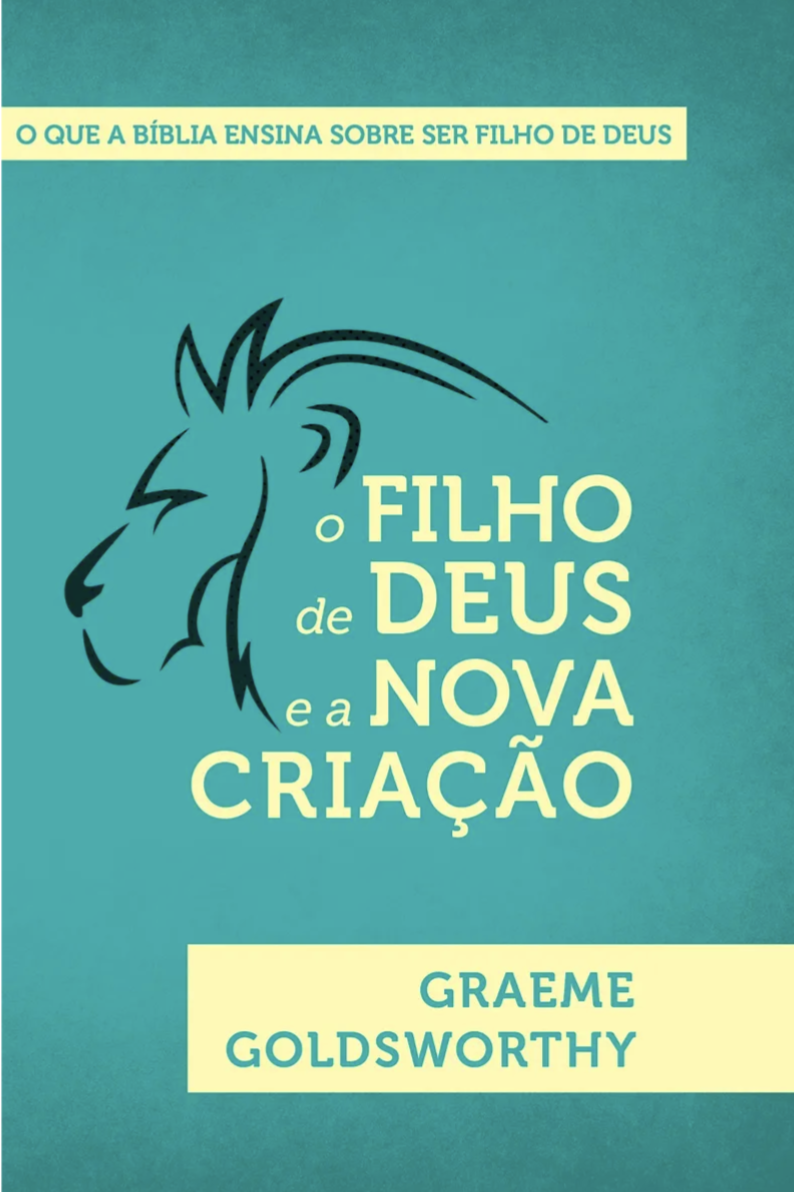 O QUE A BÍBLIA ENSINA SOBRE SER FILHO DE DEUS
o FILHO
de DEUS
e a NOVA
CRIAÇÃO
GRAEME
GOLDSWORTHY